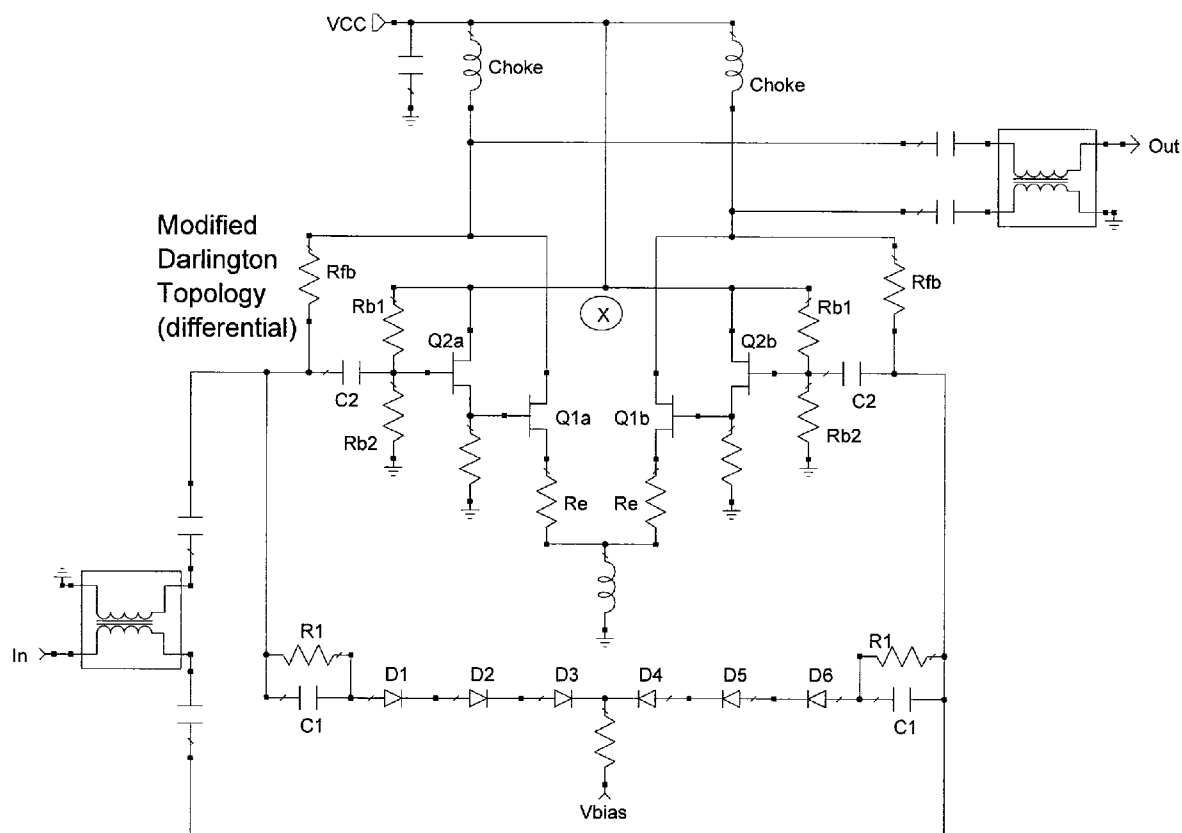 VCC
Choke
Choke
Out
Modified
Darlington
Topology
(differential)
Rfb
Rfb
Rb1
X
Rb1
Q2a
Q2b
C2
C2
Q1a
Q1b
Rb2
Rb2
Re
Re
In
R1
R1
D1
D2
D3
D4
D5
D6
C1
C1
Vbias